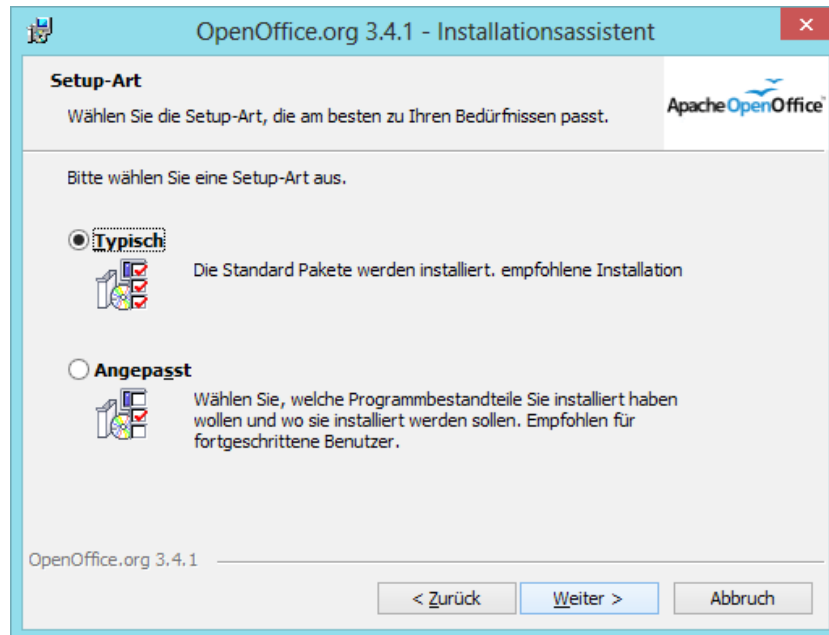 OpenOffice.org 3.4.1 - Installationsassistent
Setup-Art
Wählen Sie die Setup-Art, die am besten zu Ihren Bedürfnissen passt.
Apache OpenOffice
Bitte wählen Sie eine Setup-Art aus.
Typisch
Die Standard Pakete werden installiert. empfohlene Installation
Angepasst
Wählen Sie, welche Programmbestandteile Sie installiert haben
wollen und wo sie installiert werden sollen. Empfohlen für
fortgeschrittene Benutzer.
OpenOffice.org 3.4.1
< Zurück
Weiter >
Abbruch